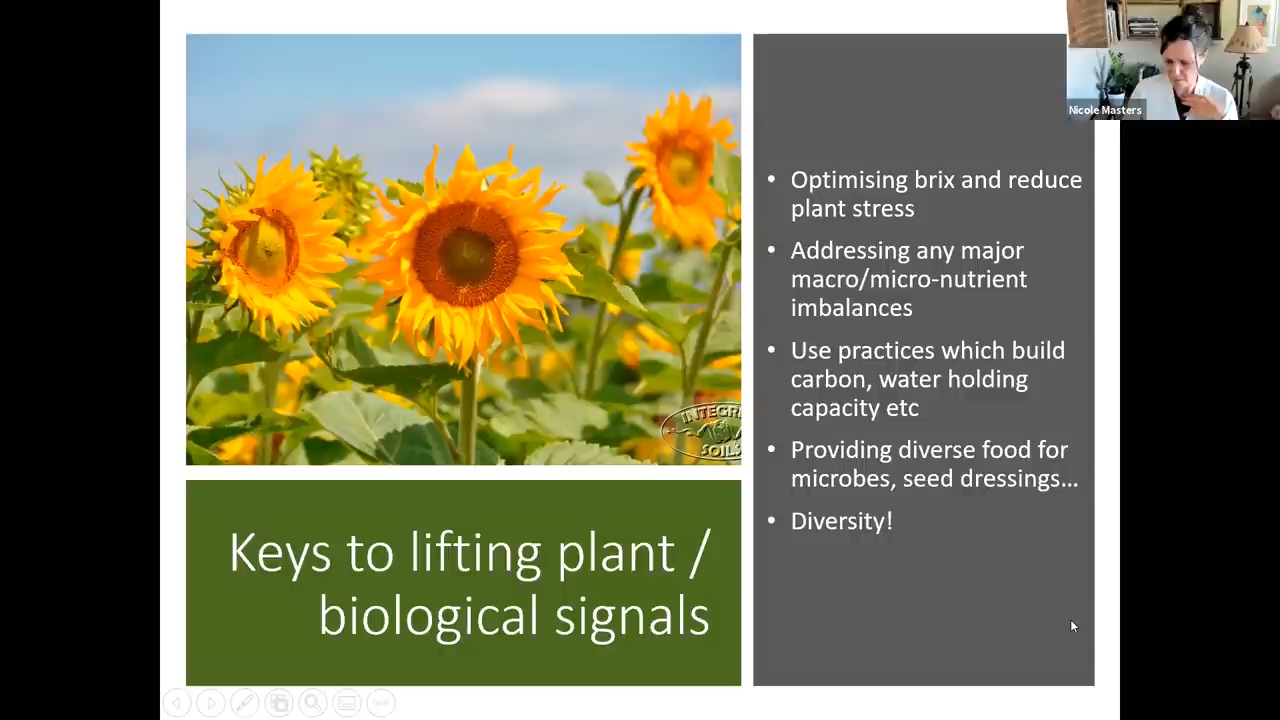 Nicole Masters
• Optimising brix and reduce
plant stress
• Addressing any major
macro/micro-nutrient
imbalances
• Use practices which build
carbon, water holding
capacity etc
• Providing diverse food for
microbes, seed dressings…
• Diversity!
INTEGRI
SOILS
Keys to lifting plant /
biological signals